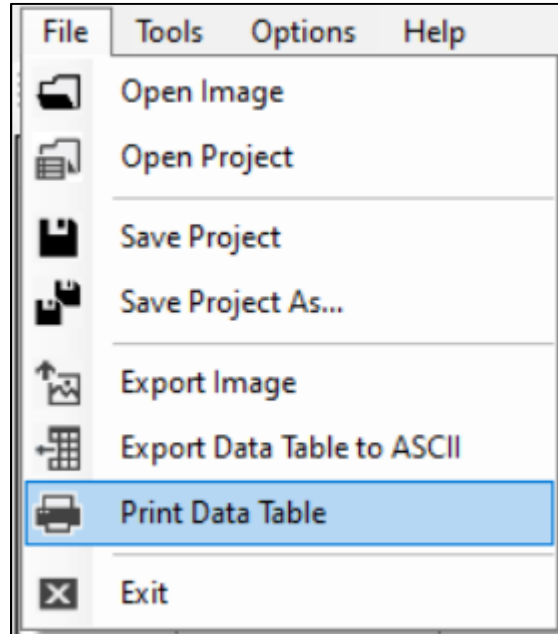 File Tools Options Help
Open Image
Open Project
Save Project
Save Project As...
Export Image
Export Data Table to ASCII
Print Data Table
Exit